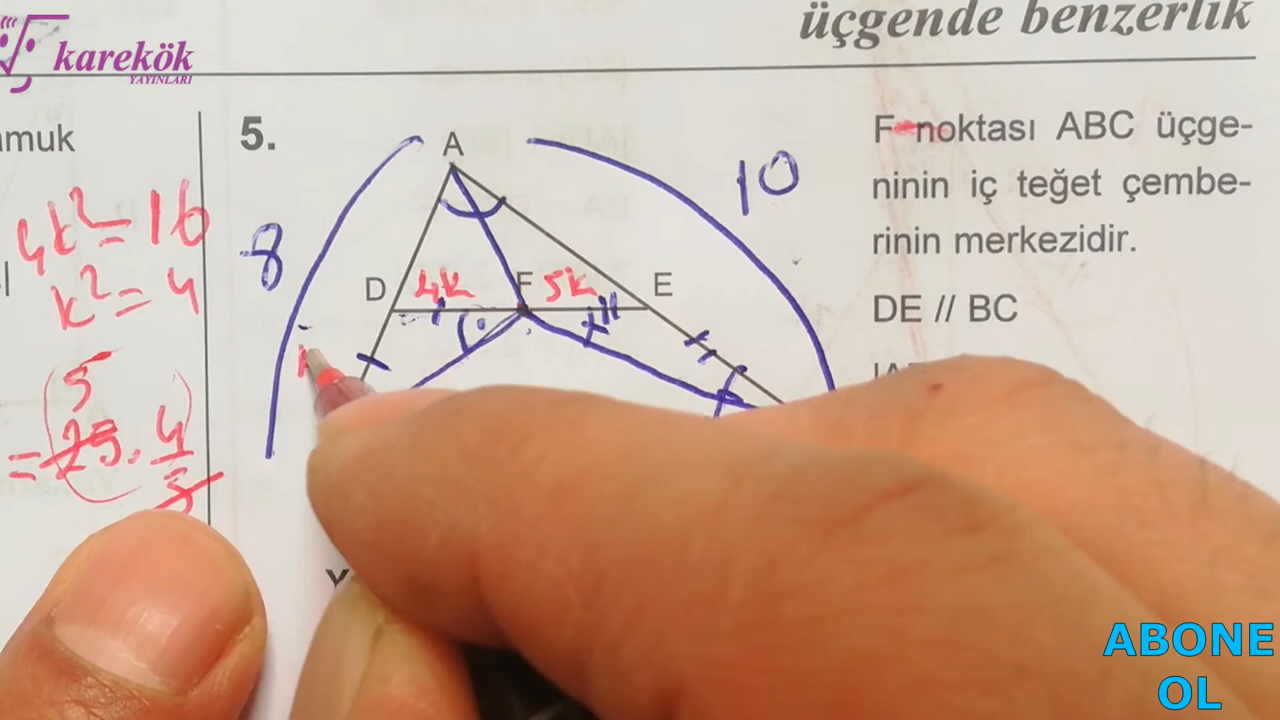 karekök
YAYINLARI
üçgende benzerlik
amuk
4k²=16
k²=4
5
= 25 . 4
5
5.
A
8
10
D
4k
F
5k
E
F noktası ABC üçge-
ninin iç teğet çembe-
rinin merkezidir.
DE // BC
ABONE
OL